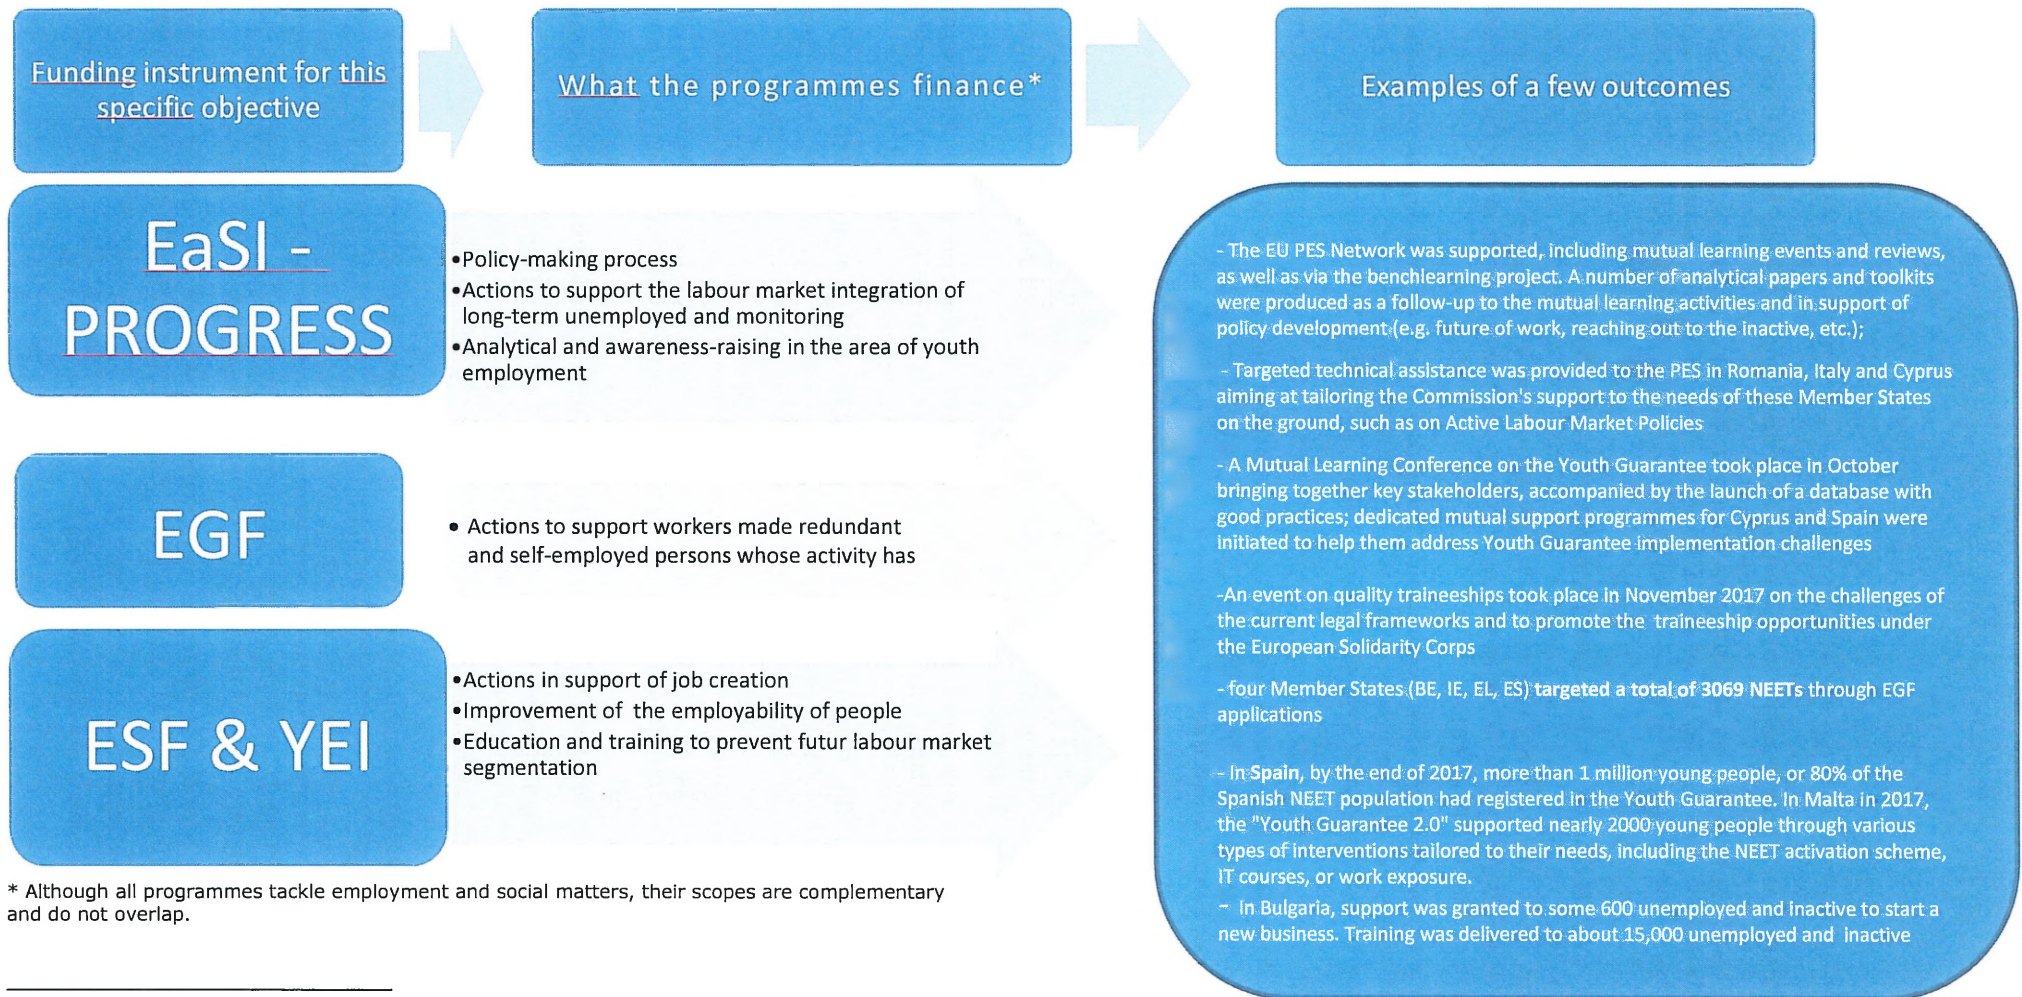 Funding instrument for this
specific objective
What the programmes finance*
Examples of a few outcomes
EaSI -
PROGRESS
•Policy-making process
•Actions to support the labour market integration of
long-term unemployed and monitoring
•Analytical and awareness-raising in the area of youth
employment
EGF
• Actions to support workers made redundant
and self-employed persons whose activity has
ESF & YEI
•Actions in support of job creation
•Improvement of the employability of people
•Education and training to prevent futur labour market
segmentation
- The EU PES Network was supported, including mutual learning events and reviews,
as well as via the benchlearning project. A number of analytical papers and toolkits
were produced as a follow-up to the mutual learning activities and in support of
policy development (e.g. future of work, reaching out to the inactive, etc.);
- Targeted technical assistance was provided to the PES in Romania, Italy and Cyprus
aiming at tailoring the Commission's support to the needs of these Member States
on the ground, such as on Active Labour Market Policies
- A Mutual Learning Conference on the Youth Guarantee took place in October
bringing together key stakeholders, accompanied by the launch of a database with
good practices; dedicated mutual support programmes for Cyprus and Spain were
initiated to help them address Youth Guarantee implementation challenges
-An event on quality traineeships took place in November 2017 on the challenges of
the current legal frameworks and to promote the traineeship opportunities under
the European Solidarity Corps
- four Member States (BE, IE, EL, ES) targeted a total of 3069 NEETs through EGF
applications
- In Spain, by the end of 2017, more than 1 million young people, or 80% of the
Spanish NEET population had registered in the Youth Guarantee. In Malta in 2017,
the "Youth Guarantee 2.0" supported nearly 2000 young people through various
types of interventions tailored to their needs, including the NEET activation scheme,
IT courses, or work exposure.
- In Bulgaria, support was granted to some 600 unemployed and inactive to start a
new business. Training was delivered to about 15,000 unemployed and inactive
* Although all programmes tackle employment and social matters, their scopes are complementary
and do not overlap.